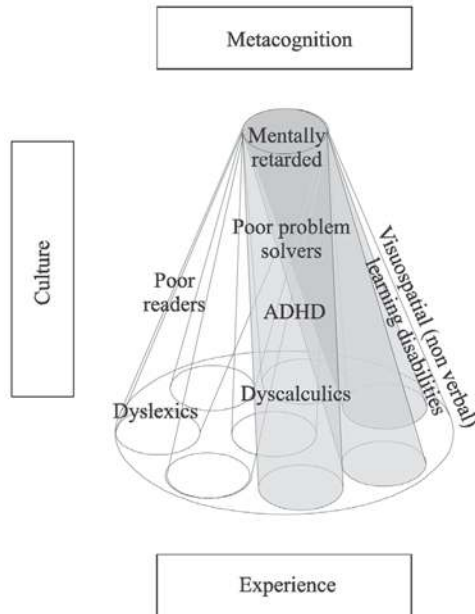 Metacognition
Culture
Mentally
retarded
Poor problem
solvers
Poor
readers
ADHD
Visuospatial (non verbal)
learning disabilities
Dyslexics
Dyscalculics
Experience